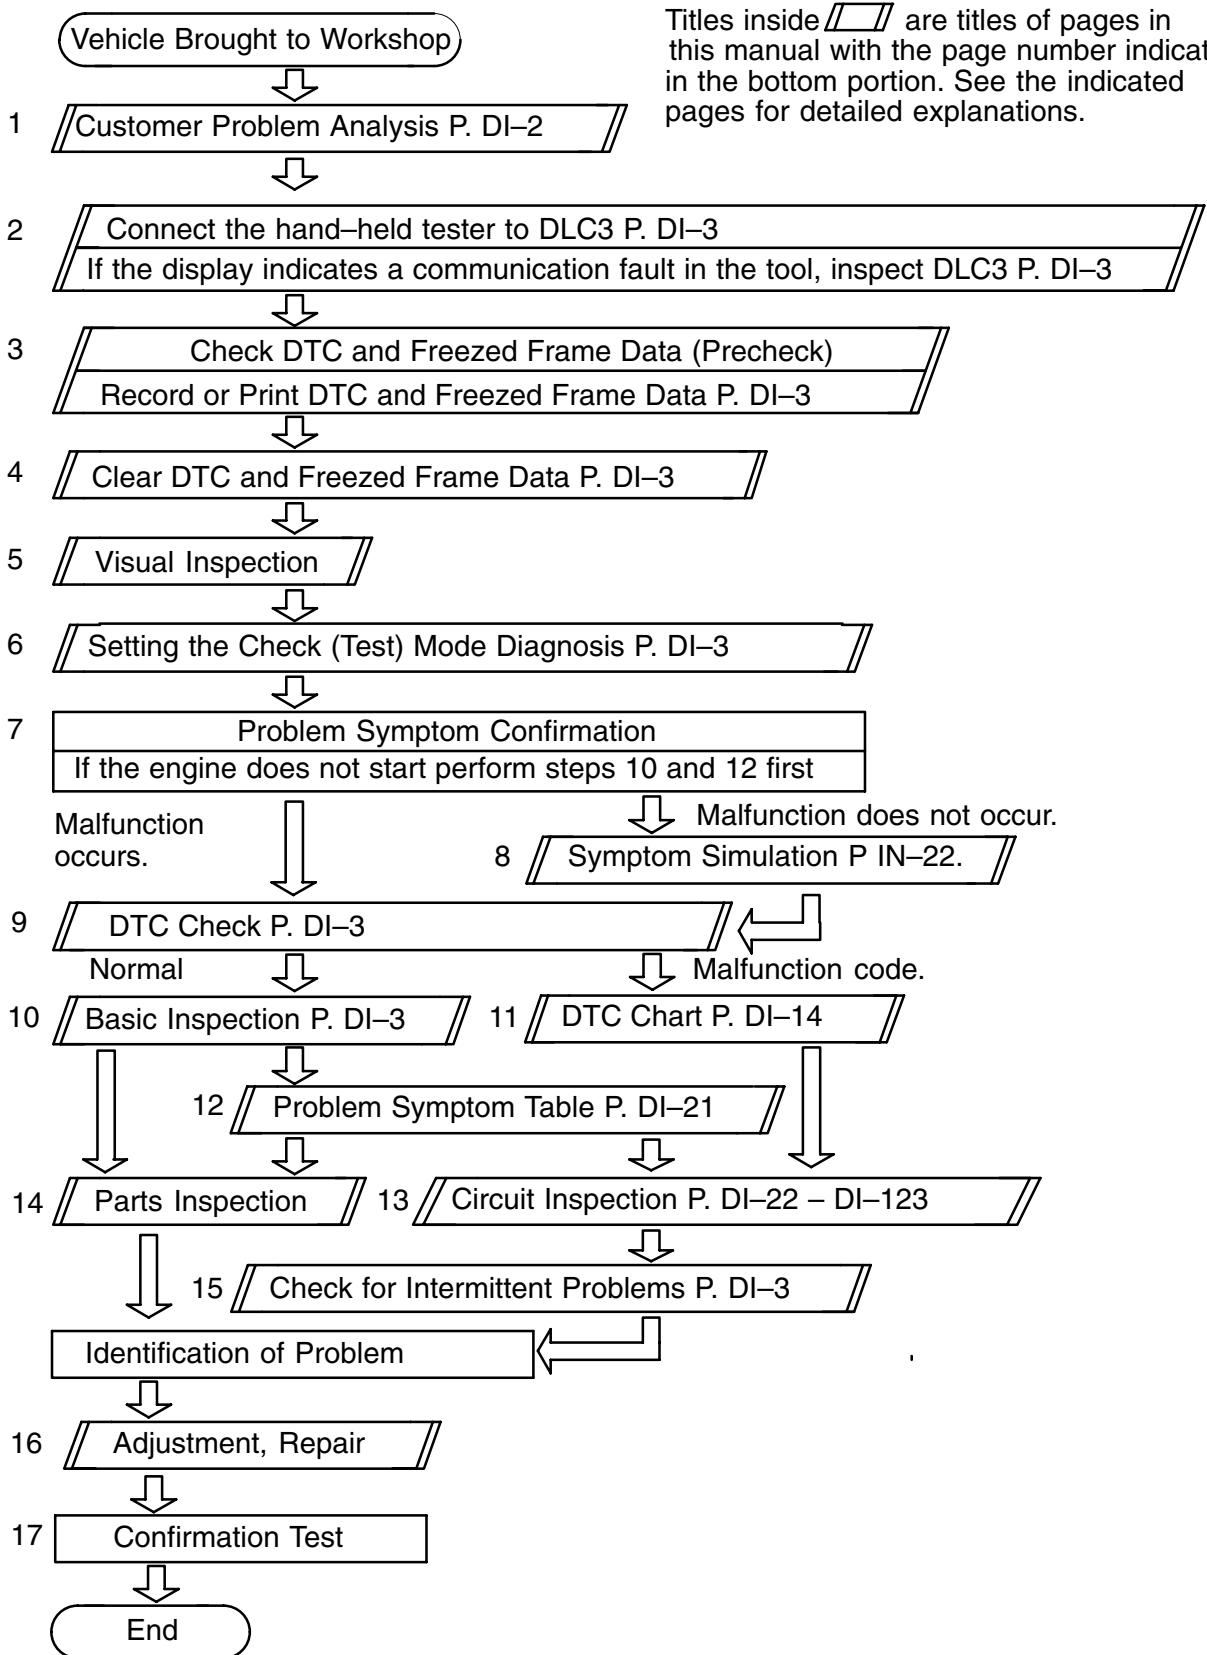 Vehicle Brought to Workshop
Titles inside are titles of pages in
this manual with the page number indicat
in the bottom portion. See the indicated
pages for detailed explanations.
1 Customer Problem Analysis P. DI–2
2 Connect the hand–held tester to DLC3 P. DI–3
If the display indicates a communication fault in the tool, inspect DLC3 P. DI–3
3 Check DTC and Freezed Frame Data (Precheck)
Record or Print DTC and Freezed Frame Data P. DI–3
4 Clear DTC and Freezed Frame Data P. DI–3
5 Visual Inspection
6 Setting the Check (Test) Mode Diagnosis P. DI–3
7 Problem Symptom Confirmation
If the engine does not start perform steps 10 and 12 first
Malfunction
occurs.
Malfunction does not occur.
8 Symptom Simulation P IN–22.
9 DTC Check P. DI–3
Normal
Malfunction code.
10 Basic Inspection P. DI–3
11 DTC Chart P. DI–14
12 Problem Symptom Table P. DI–21
14 Parts Inspection
13 Circuit Inspection P. DI–22 – DI–123
15 Check for Intermittent Problems P. DI–3
Identification of Problem
16 Adjustment, Repair
17 Confirmation Test
End